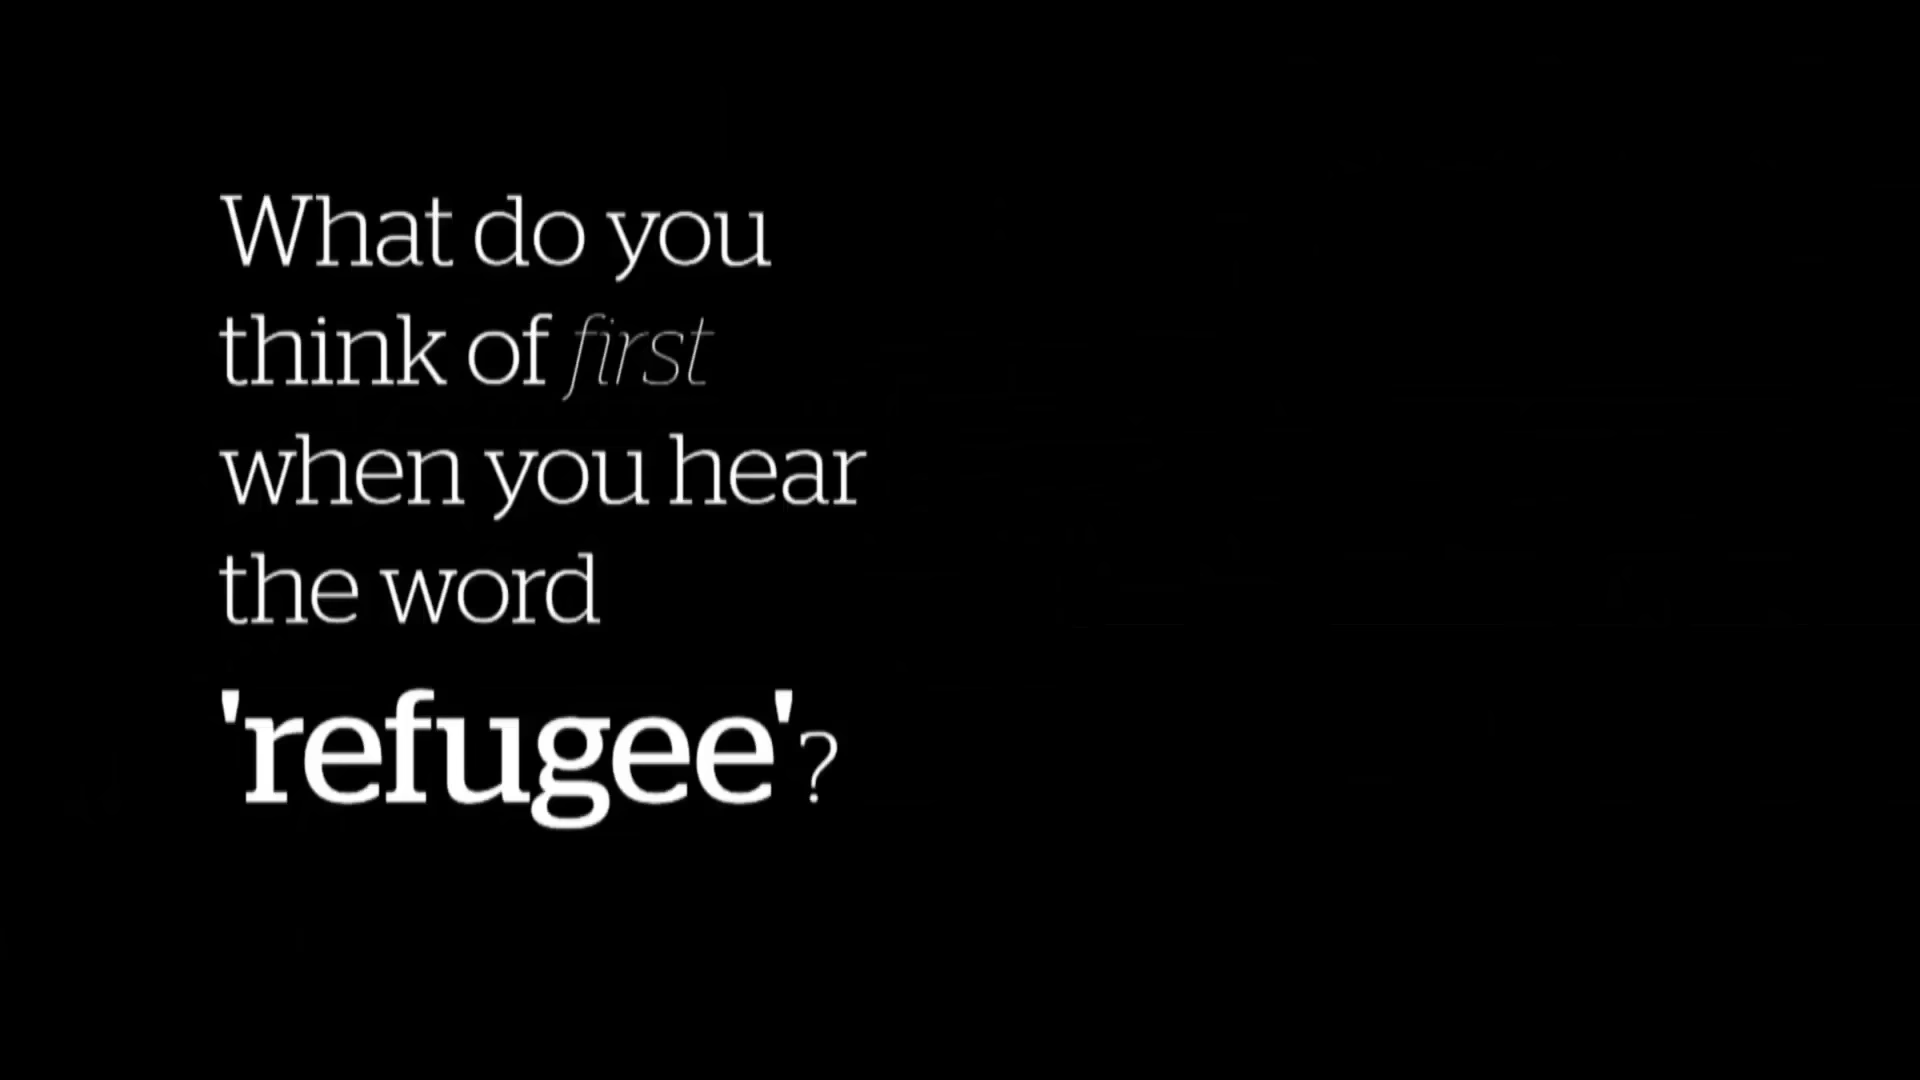 What do you
think of first
when you hear
the word
'refugee'?